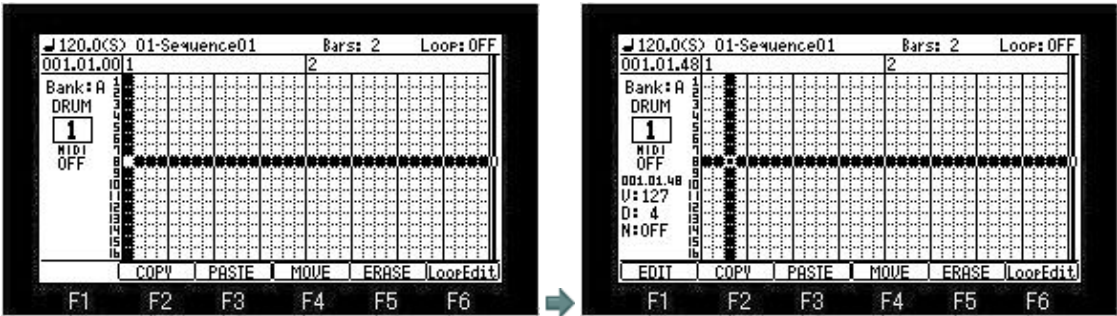 ♩120.0(S) 01-Sequence01 Bars: 2 Loop:OFF
001.01.00 1 2
Bank:A
DRUM
1
MIDI
OFF
1
2
3
4
5
6
7
8
9
10
11
12
13
14
15
16
COPY PASTE MOVE ERASE LoopEdit
F1 F2 F3 F4 F5 F6
♩120.0(S) 01-Sequence01 Bars: 2 Loop:OFF
001.01.48 1 2
Bank:A
DRUM
1
MIDI
OFF
001.01.48
V:127
D: 4
N:OFF
1
2
3
4
5
6
7
8
9
10
11
12
13
14
15
16
EDIT COPY PASTE MOVE ERASE LoopEdit
F1 F2 F3 F4 F5 F6